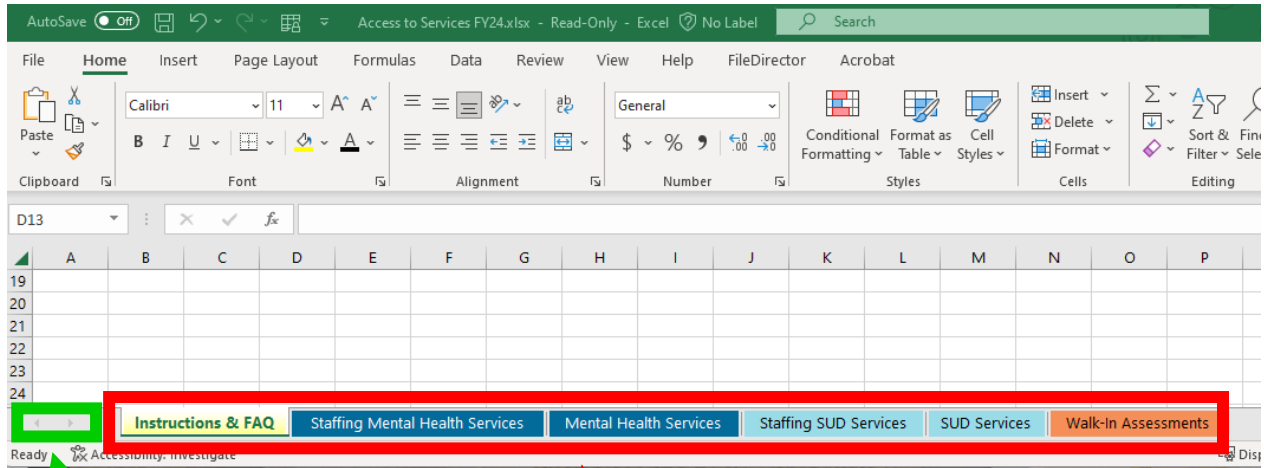 AutoSave Off Access to Services FY24.xlsx - Read-Only - Excel No Label Search
File Home Insert Page Layout Formulas Data Review View Help FileDirector Acrobat
Calibri 11 A^ Aˇ ab General Insert Σ A Z
Paste Conditional Format as Cell Delete Sort & Find
B I U A $ % , .00 .0 Formatting Table Styles Format Filter
Clipboard Font Alignment Number Styles Cells Editing
D13 fx
A B C D E F G H I J K L M N O P
19
20
21
22
23
24
Instructions & FAQ Staffing Mental Health Services Mental Health Services Staffing SUD Services SUD Services Walk-In Assessments
Ready Accessibility: Investigate